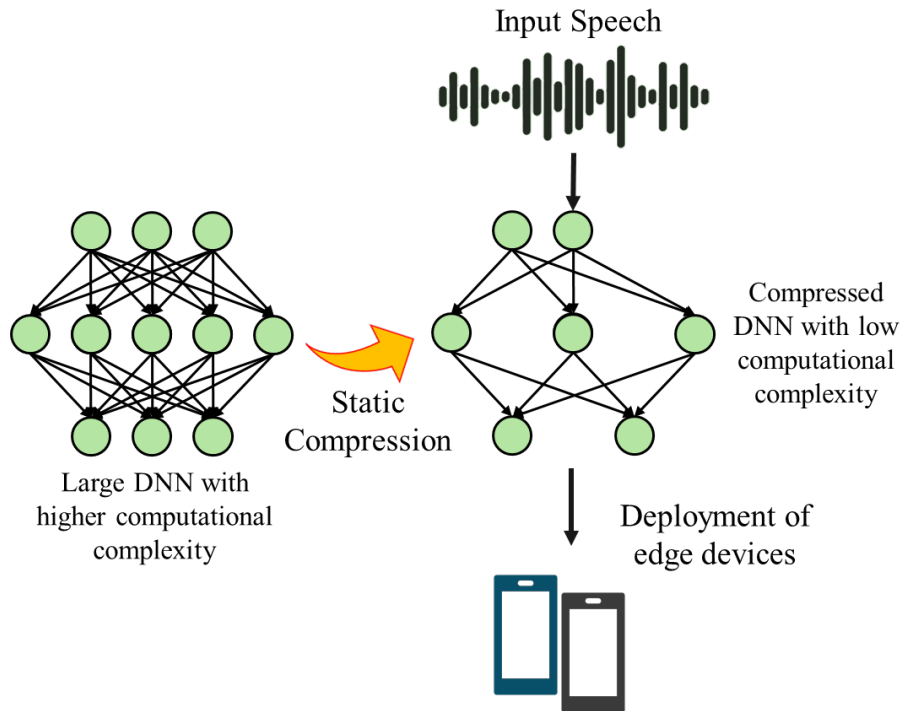 Input Speech
Compressed
DNN with low
computational
complexity
Static
Compression
Large DNN with
higher computational
complexity
Deployment of
edge devices